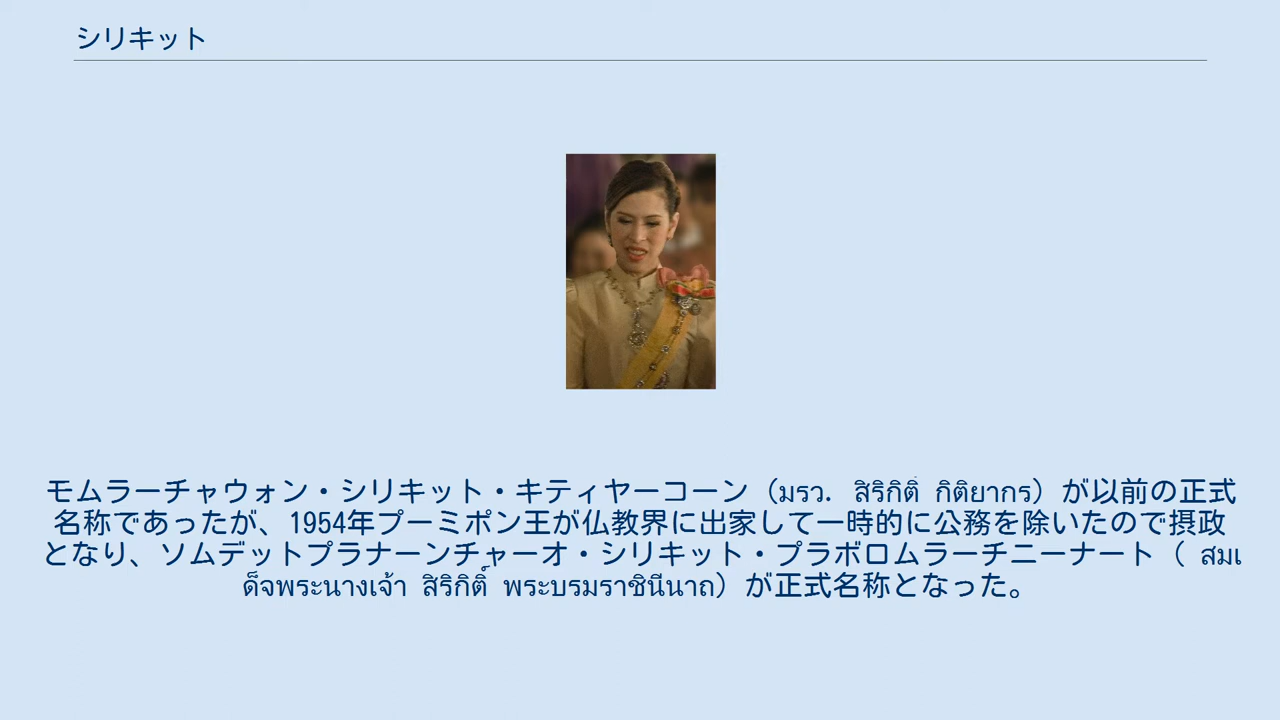 シリキット
モムラーチャウォン・シリキット・キティヤーコーン（มรว. สิริกิติ์ กิติยากร）が以前の正式
名称であったが、1954年プーミポン王が仏教界に出家して一時的に公務を除いたので摂政
となり、ソムデットプラナーンチャーオ・シリキット・プラボロムラーチニーナート（ สมเ
ด็จพระนางเจ้า สิริกิติ์ พระบรมราชินีนาถ）が正式名称となった。